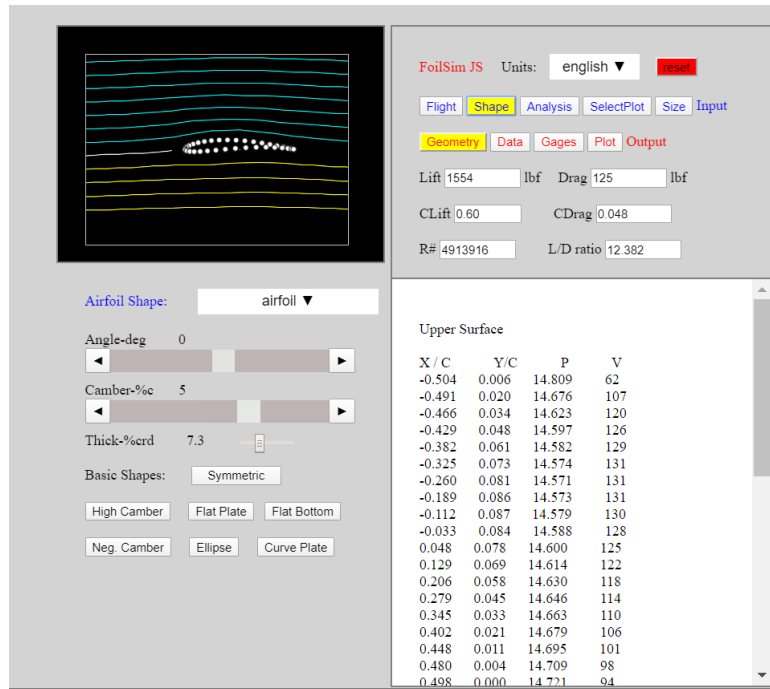 FoilSim JS Units: english ▼ reset
Flight Shape Analysis SelectPlot Size Input
Geometry Data Gages Plot Output
Lift 1554 lbf Drag 125 lbf
CLift 0.60 CDrag 0.048
R# 4913916 L/D ratio 12.382
Airfoil Shape: airfoil ▼
Angle-deg 0
Camber-%c 5
Thick-%crd 7.3
Basic Shapes: Symmetric
High Camber Flat Plate Flat Bottom
Neg. Camber Ellipse Curve Plate
Upper Surface
X / C Y/C P V
-0.504 0.006 14.809 62
-0.491 0.020 14.676 107
-0.466 0.034 14.623 120
-0.429 0.048 14.597 126
-0.382 0.061 14.582 129
-0.325 0.073 14.574 131
-0.260 0.081 14.571 131
-0.189 0.086 14.573 131
-0.112 0.087 14.579 130
-0.033 0.084 14.588 128
0.048 0.078 14.600 125
0.129 0.069 14.614 122
0.206 0.058 14.630 118
0.279 0.045 14.646 114
0.345 0.033 14.663 110
0.402 0.021 14.679 106
0.448 0.011 14.695 101
0.480 0.004 14.709 98
0.498 0.000 14.721 94